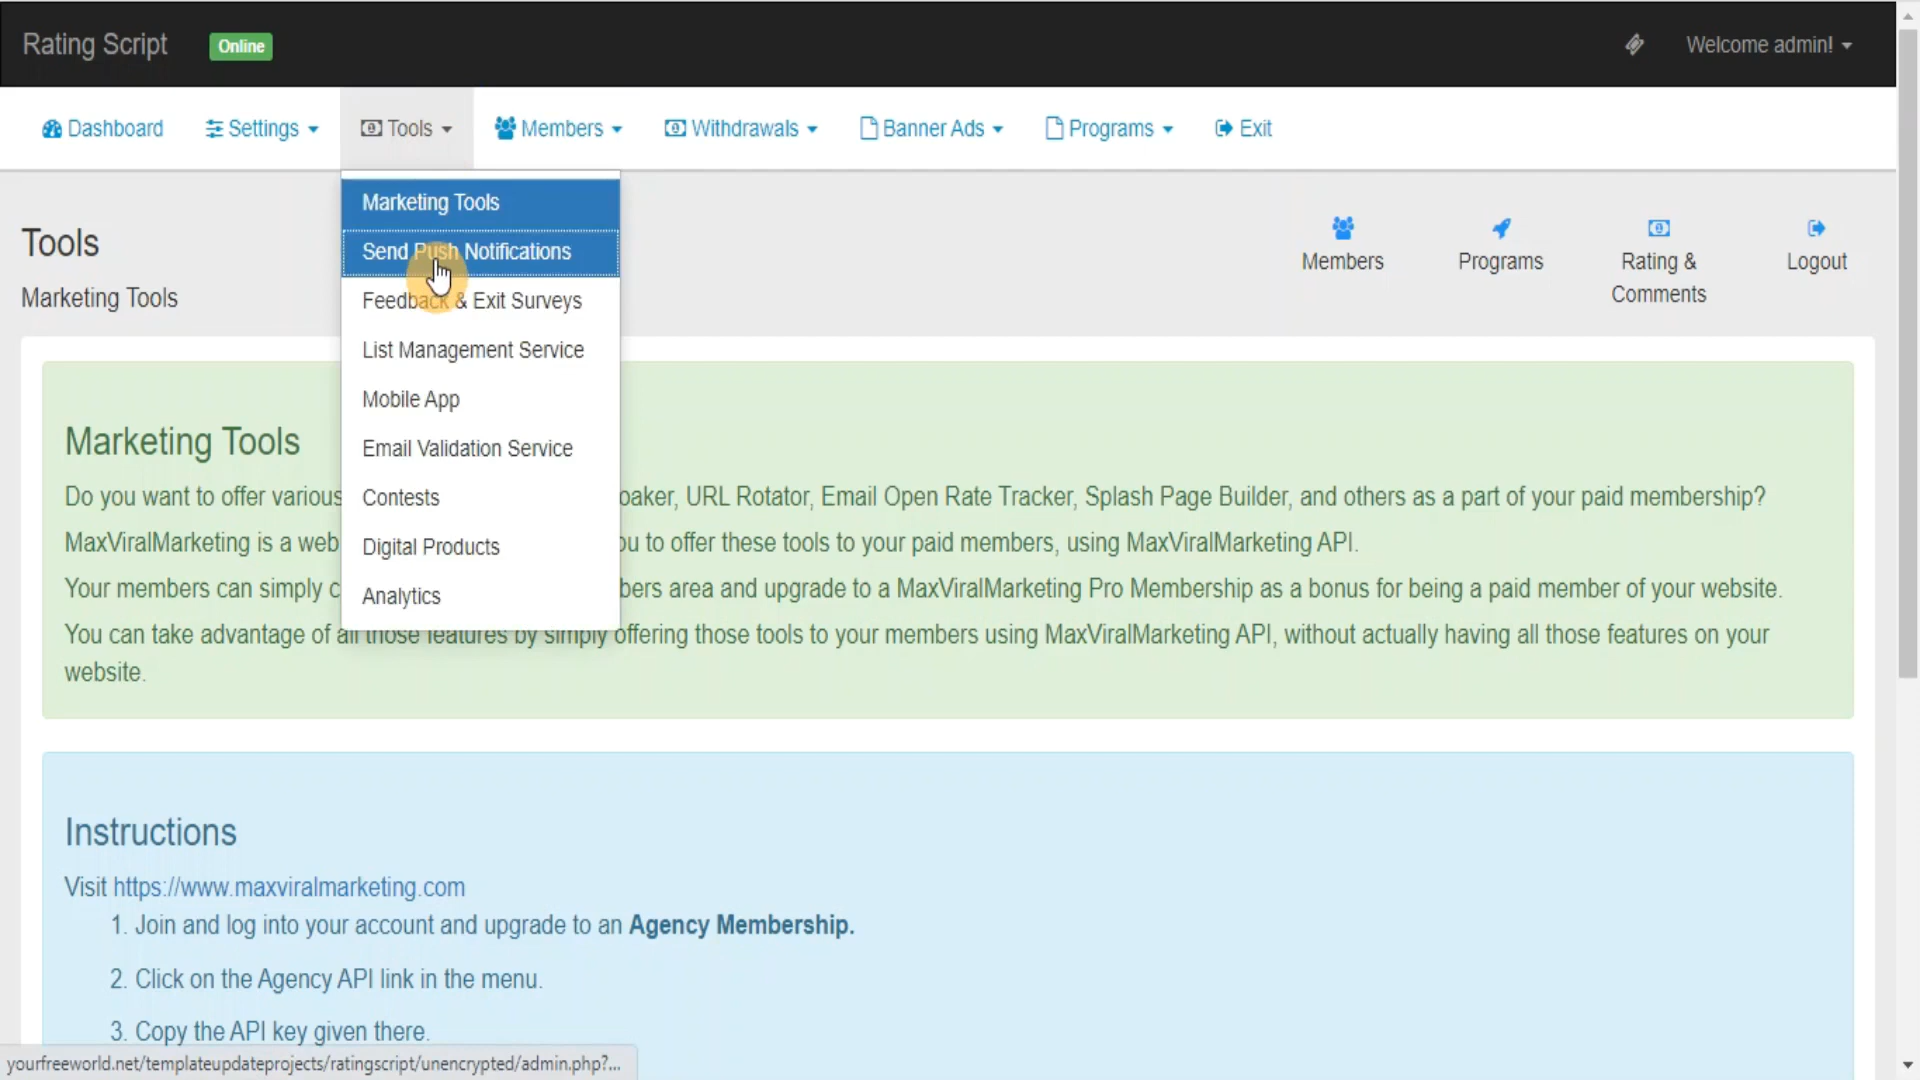 Rating Script Online Welcome admin!
Dashboard Settings Tools Members Withdrawals Banner Ads Programs Exit
Marketing Tools
Send Push Notifications
Feedback & Exit Surveys
List Management Service
Mobile App
Email Validation Service
Contests
Digital Products
Analytics
Tools
Marketing Tools
Members Programs Rating & Logout
Comments
Marketing Tools
Do you want to offer various oaker, URL Rotator, Email Open Rate Tracker, Splash Page Builder, and others as a part of your paid membership?
MaxViralMarketing is a web ou to offer these tools to your paid members, using MaxViralMarketing API.
Your members can simply c bers area and upgrade to a MaxViralMarketing Pro Membership as a bonus for being a paid member of your website.
You can take advantage of all those features by simply offering those tools to your members using MaxViralMarketing API, without actually having all those features on your
website.
Instructions
Visit https://www.maxviralmarketing.com
1. Join and log into your account and upgrade to an Agency Membership.
2. Click on the Agency API link in the menu.
3. Copy the API key given there.
yourfreeworld.net/templateupdateprojects/ratingscript/unencrypted/admin.php?...